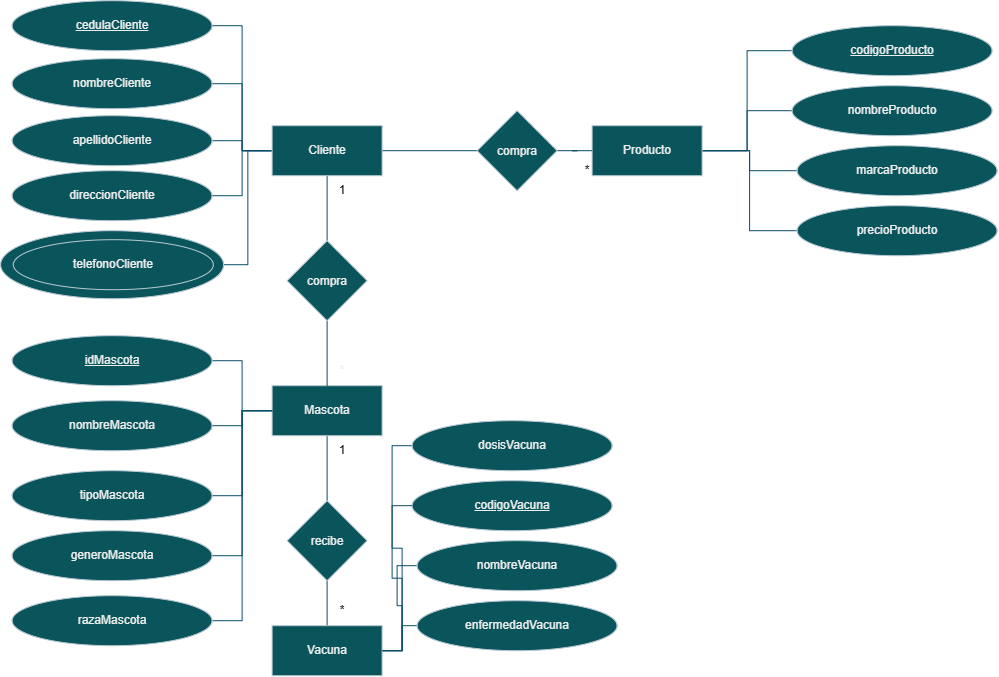 cedulaCliente
nombreCliente
apellidoCliente
direccionCliente
telefonoCliente
Cliente
compra
*
Producto
codigoProducto
nombreProducto
marcaProducto
precioProducto
1
compra
*
idMascota
nombreMascota
tipoMascota
generoMascota
razaMascota
Mascota
1
recibe
*
Vacuna
dosisVacuna
codigoVacuna
nombreVacuna
enfermedadVacuna